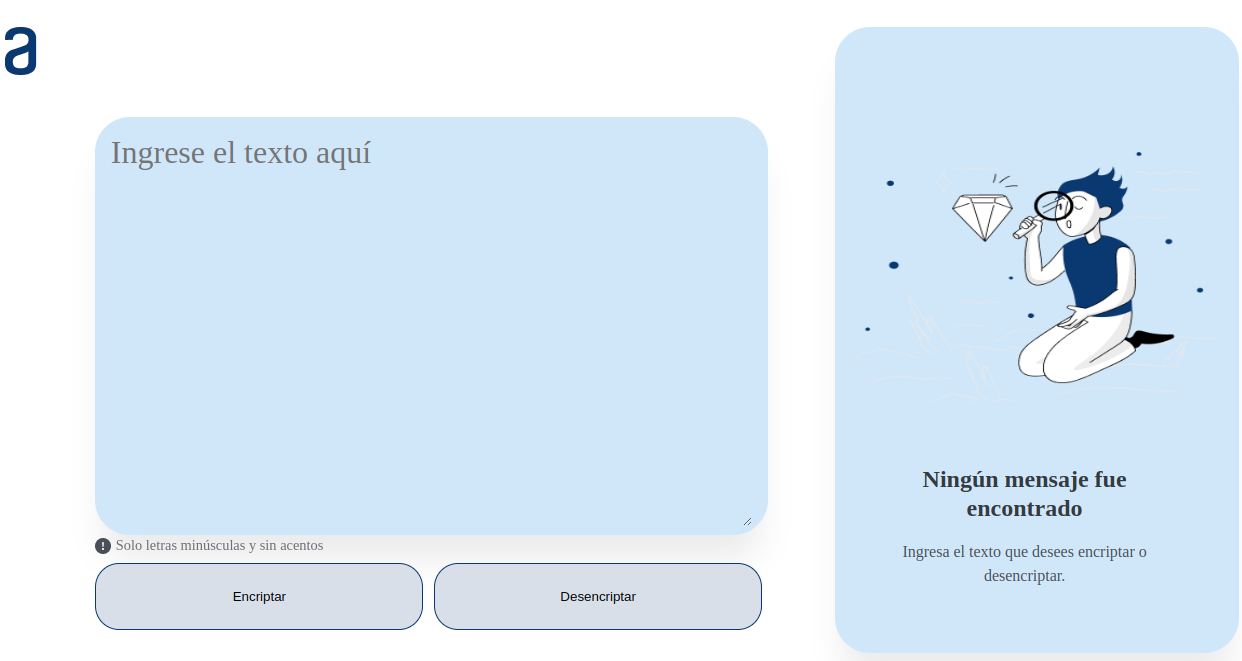 a
Ingrese el texto aquí
Solo letras minúsculas y sin acentos
Encriptar
Desencriptar
Ningún mensaje fue
encontrado
Ingresa el texto que desees encriptar o
desencriptar.